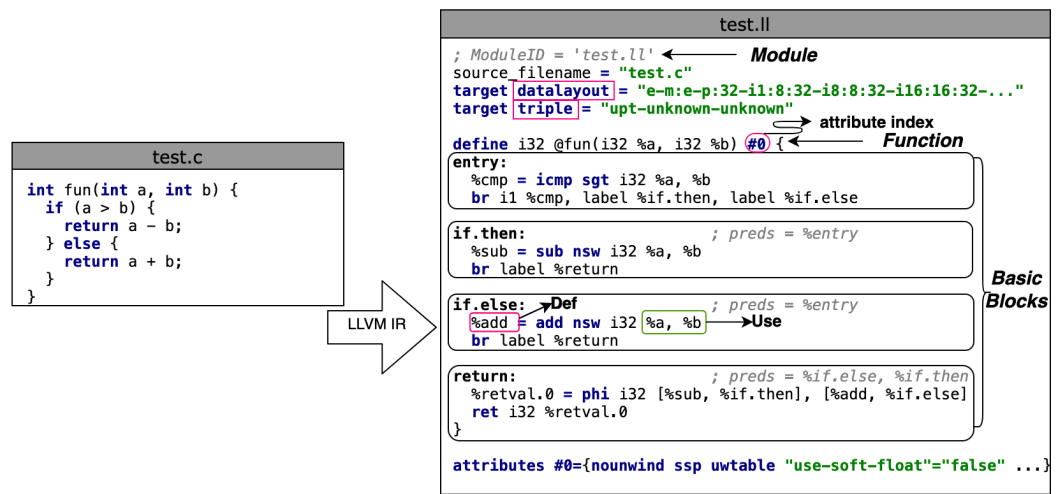 test.c
int fun(int a, int b) {
if (a > b) {
return a - b;
} else {
return a + b;
}
}
LLVM IR
test.ll
; ModuleID = 'test.ll' Module
source_filename = "test.c"
target datalayout = "e-m:e-p:32-i1:8:32-i8:8:32-i16:16:32-..."
target triple = "upt-unknown-unknown"
attribute index
define i32 @fun(i32 %a, i32 %b) #0 { Function
entry:
%cmp = icmp sgt i32 %a, %b
br i1 %cmp, label %if.then, label %if.else
if.then: ; preds = %entry
%sub = sub nsw i32 %a, %b
br label %return
if.else: Def ; preds = %entry
%add = add nsw i32 %a, %b Use
br label %return
return: ; preds = %if.else, %if.then
%retval.0 = phi i32 [%sub, %if.then], [%add, %if.else]
ret i32 %retval.0
}
Basic
Blocks
attributes #0={nounwind ssp uwtable "use-soft-float"="false" ...}